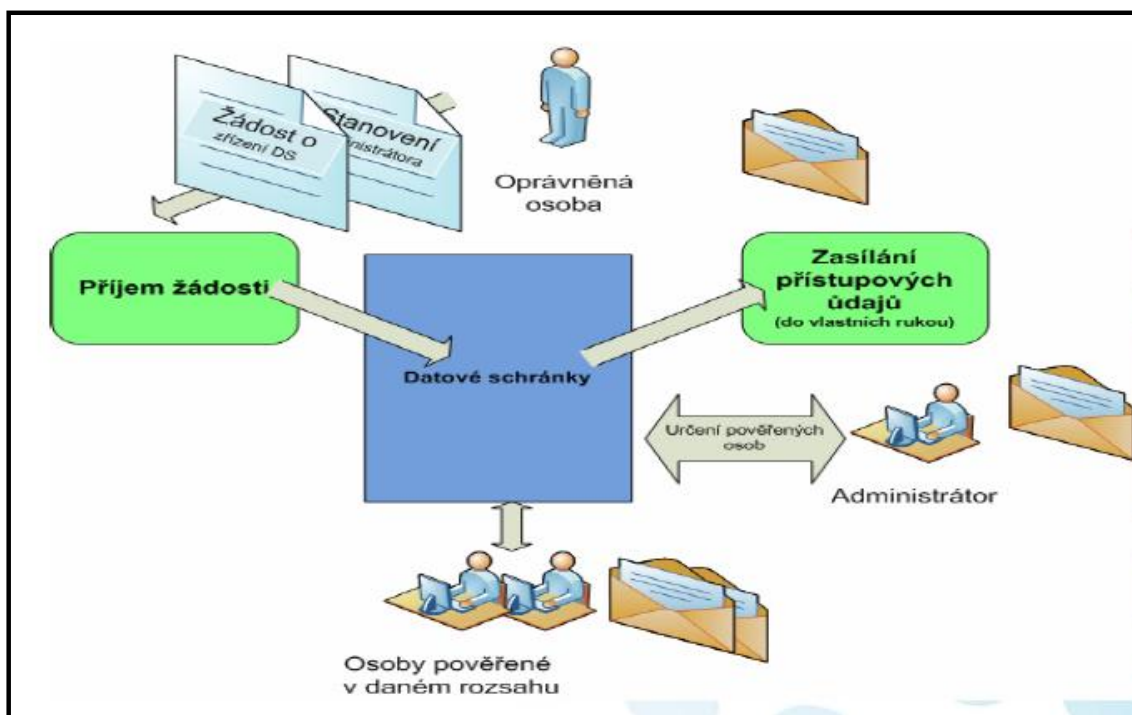 Žádost o
zřízení DS
Stanovení
Oprávněná
osoba
Příjem žádosti
Zasílání
přístupových
údajů
(do vlastních rukou)
Datové schránky
Určení pověřených
osob
Administrátor
Osoby pověřené
v daném rozsahu